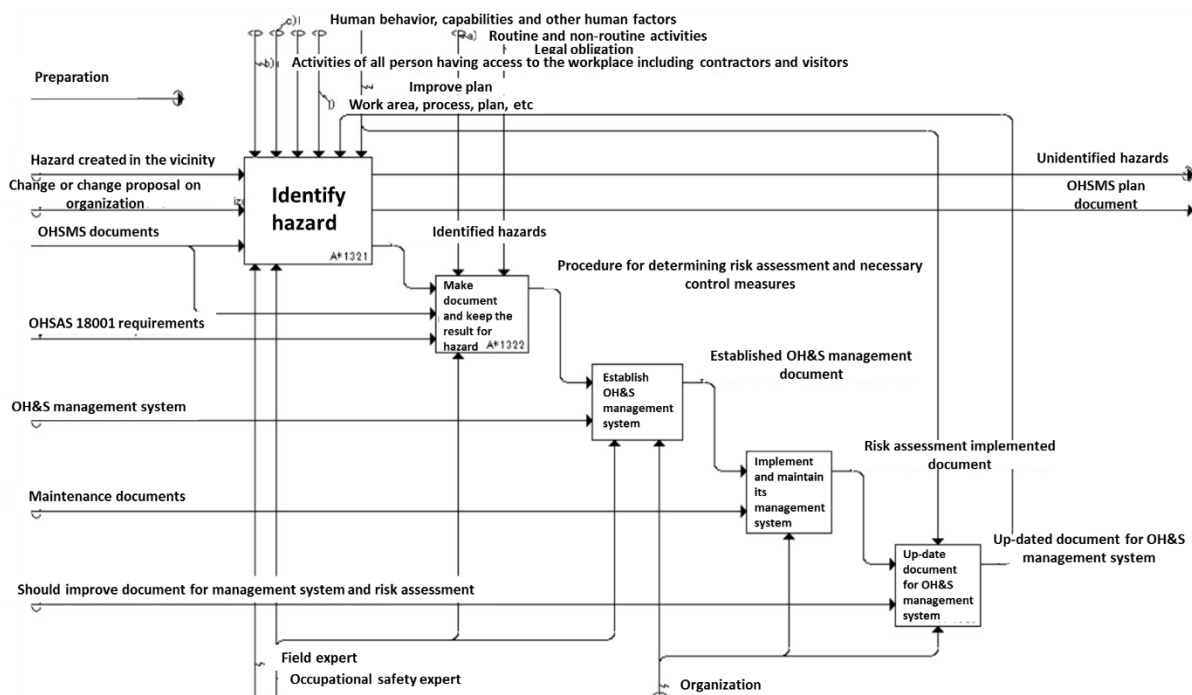 Human behavior, capabilities and other human factors
c)
a)
Routine and non-routine activities
Legal obligation
b)
Activities of all person having access to the workplace including contractors and visitors
Preparation
Improve plan
Work area, process, plan, etc
Hazard created in the vicinity
Change or change proposal on
organization
OHSMS documents
Identify
hazard
A*1321
Unidentified hazards
OHSMS plan
document
Identified hazards
Procedure for determining risk assessment and necessary
control measures
Make
document
and keep the
result for
hazard
A*1322
OHSAS 18001 requirements
Established OH&S management
document
Establish
OH&S
management
system
OH&S management system
Risk assessment implemented
document
Implement
and maintain
its
management
system
Maintenance documents
Up-dated document for OH&S
management system
Up-date
document
for OH&S
management
system
Should improve document for management system and risk assessment
Field expert
Occupational safety expert
Organization